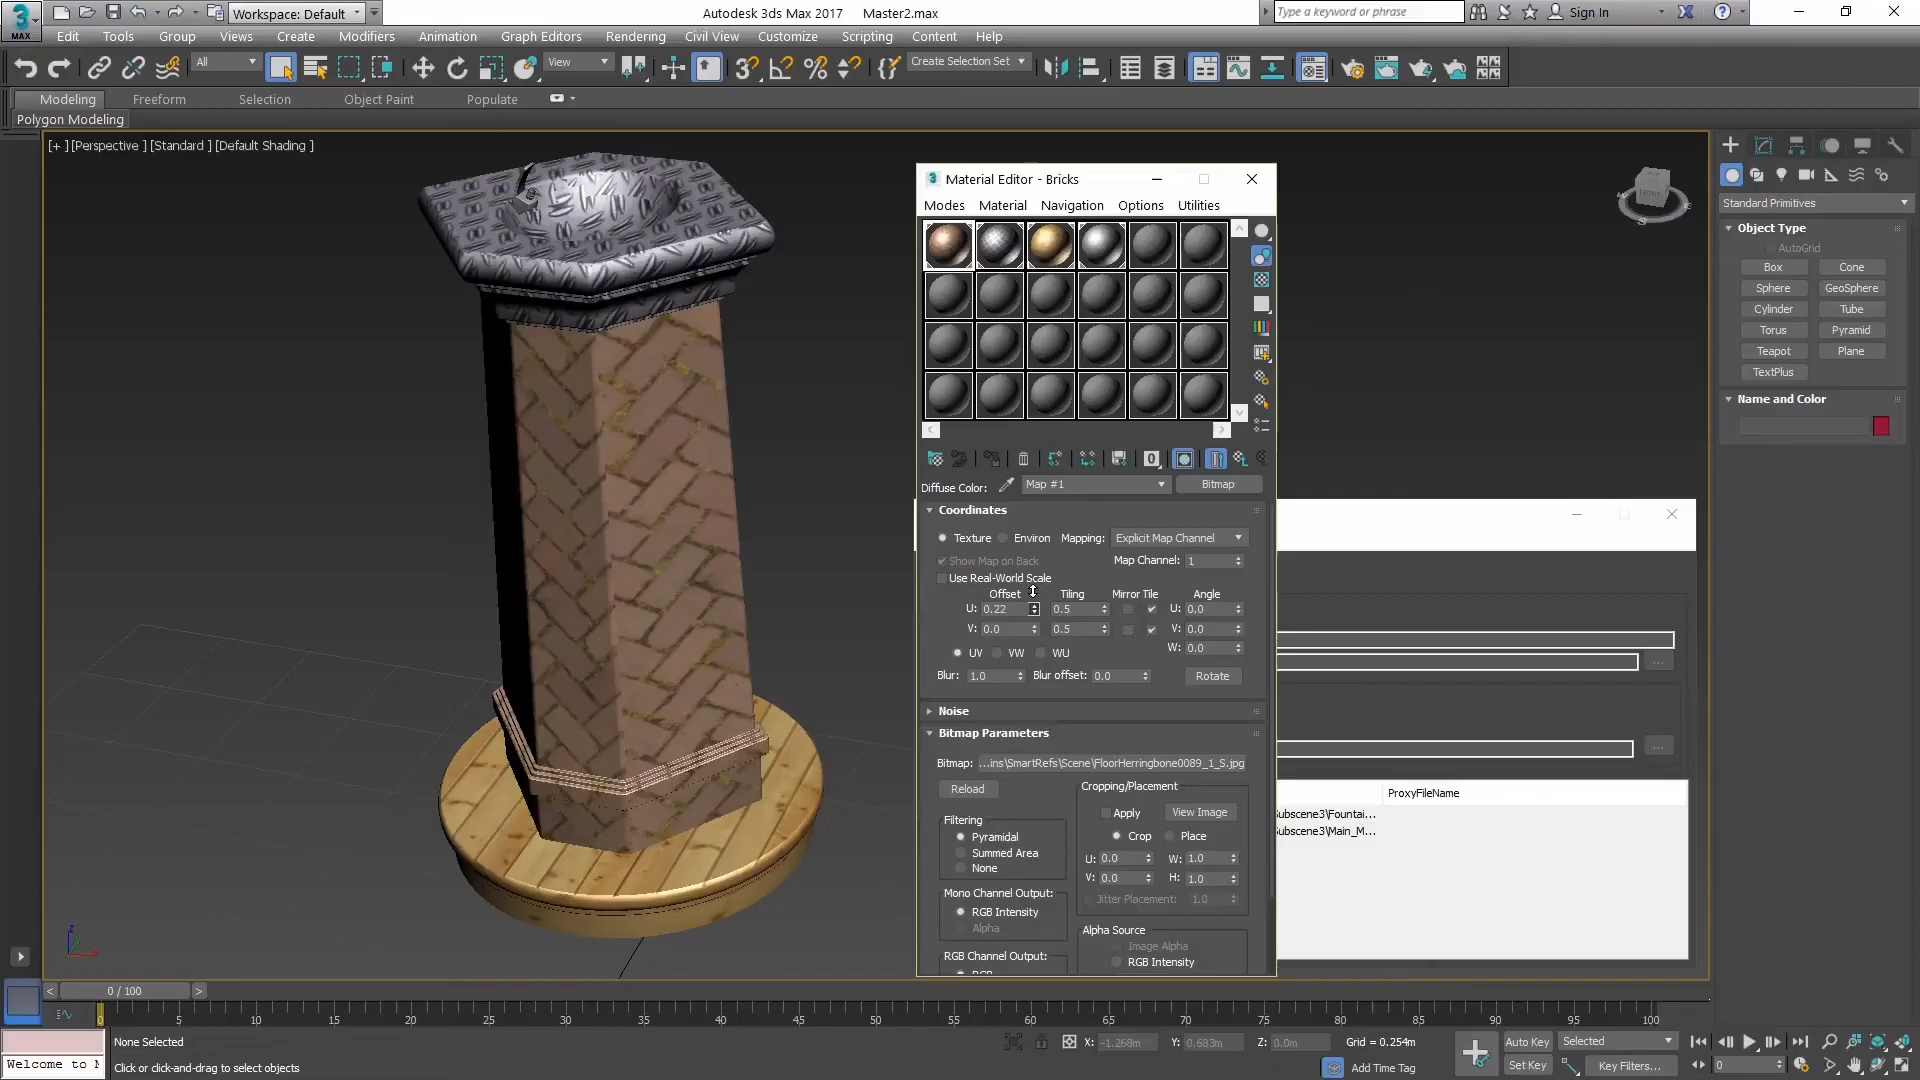 Workspace: Default
Autodesk 3ds Max 2017 Master2.max
Type a keyword or phrase
Sign In
MAX
Edit Tools Group Views Create Modifiers Animation Graph Editors Rendering Civil View Customize Scripting Content Help
All
View
Create Selection Set
Modeling Freeform Selection Object Paint Populate
Polygon Modeling
[+ ] [Perspective ] [Standard ] [Default Shading ]
Standard Primitives
Object Type
AutoGrid
Box Cone
Sphere GeoSphere
Cylinder Tube
Torus Pyramid
Teapot Plane
TextPlus
Name and Color
Material Editor - Bricks
Modes Material Navigation Options Utilities
Diffuse Color: Map #1 Bitmap
Coordinates
Texture Environ Mapping: Explicit Map Channel
Show Map on Back Map Channel: 1
Use Real-World Scale
Offset Tiling Mirror Tile Angle
U: 0.22 0.5 U: 0.0
V: 0.0 0.5 V: 0.0
W: 0.0
UV VW WU
Blur: 1.0 Blur offset: 0.0 Rotate
Noise
Bitmap Parameters
Bitmap: ...ins\SmartRefs\Scene\FloorHerringbone0089_1_S.jpg
Reload
Cropping/Placement
Apply View Image
Crop Place
U: 0.0 W: 1.0
V: 0.0 H: 1.0
Jitter Placement: 1.0
Filtering
Pyramidal
Summed Area
None
Mono Channel Output:
RGB Intensity
Alpha
RGB Channel Output:
Alpha Source
Image Alpha
RGB Intensity
ProxyFileName
Subscene3\Fountai...
Subscene3\Main_M...
0 / 100
0 5 10 15 20 25 30 35 40 45 50 55 60 65 70 75 80 85 90 95 100
None Selected
Click or click-and-drag to select objects
Welcome to M
X: -1.268m Y: 0.683m Z: 0.0m Grid = 0.254m
Add Time Tag
Auto Key Selected
Set Key Key Filters...
0